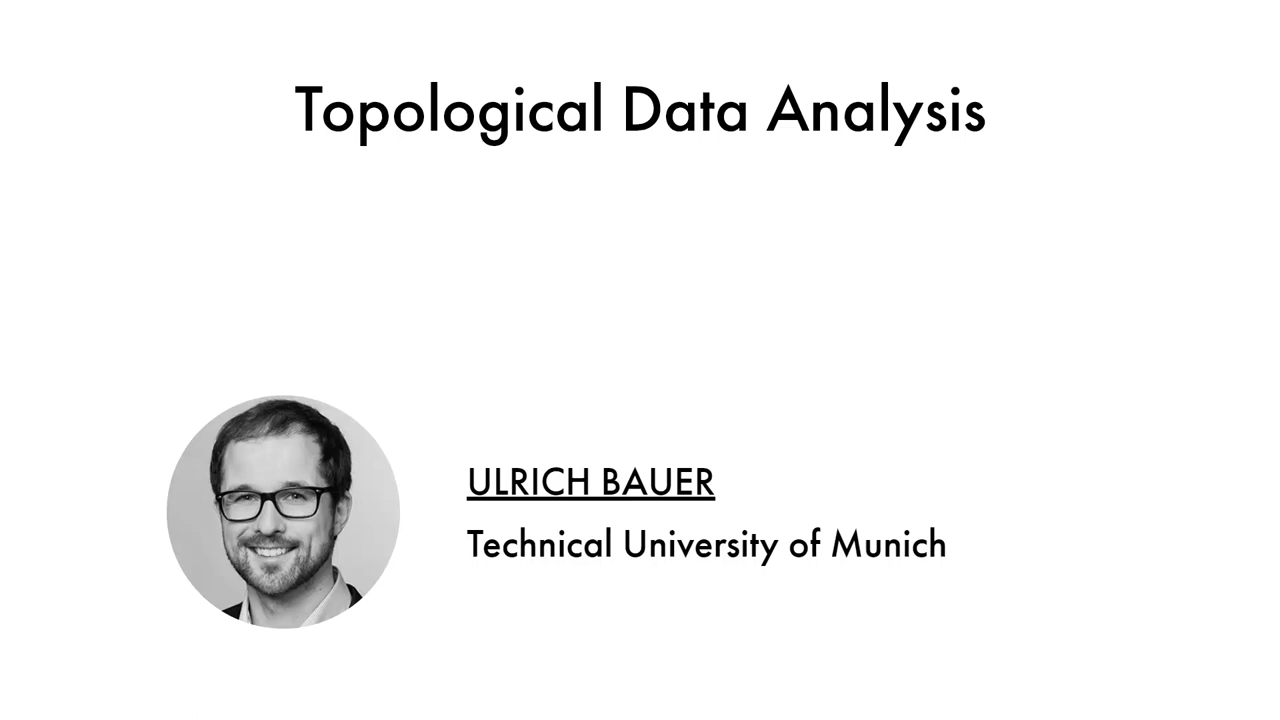 Topological Data Analysis
ULRICH BAUER
Technical University of Munich